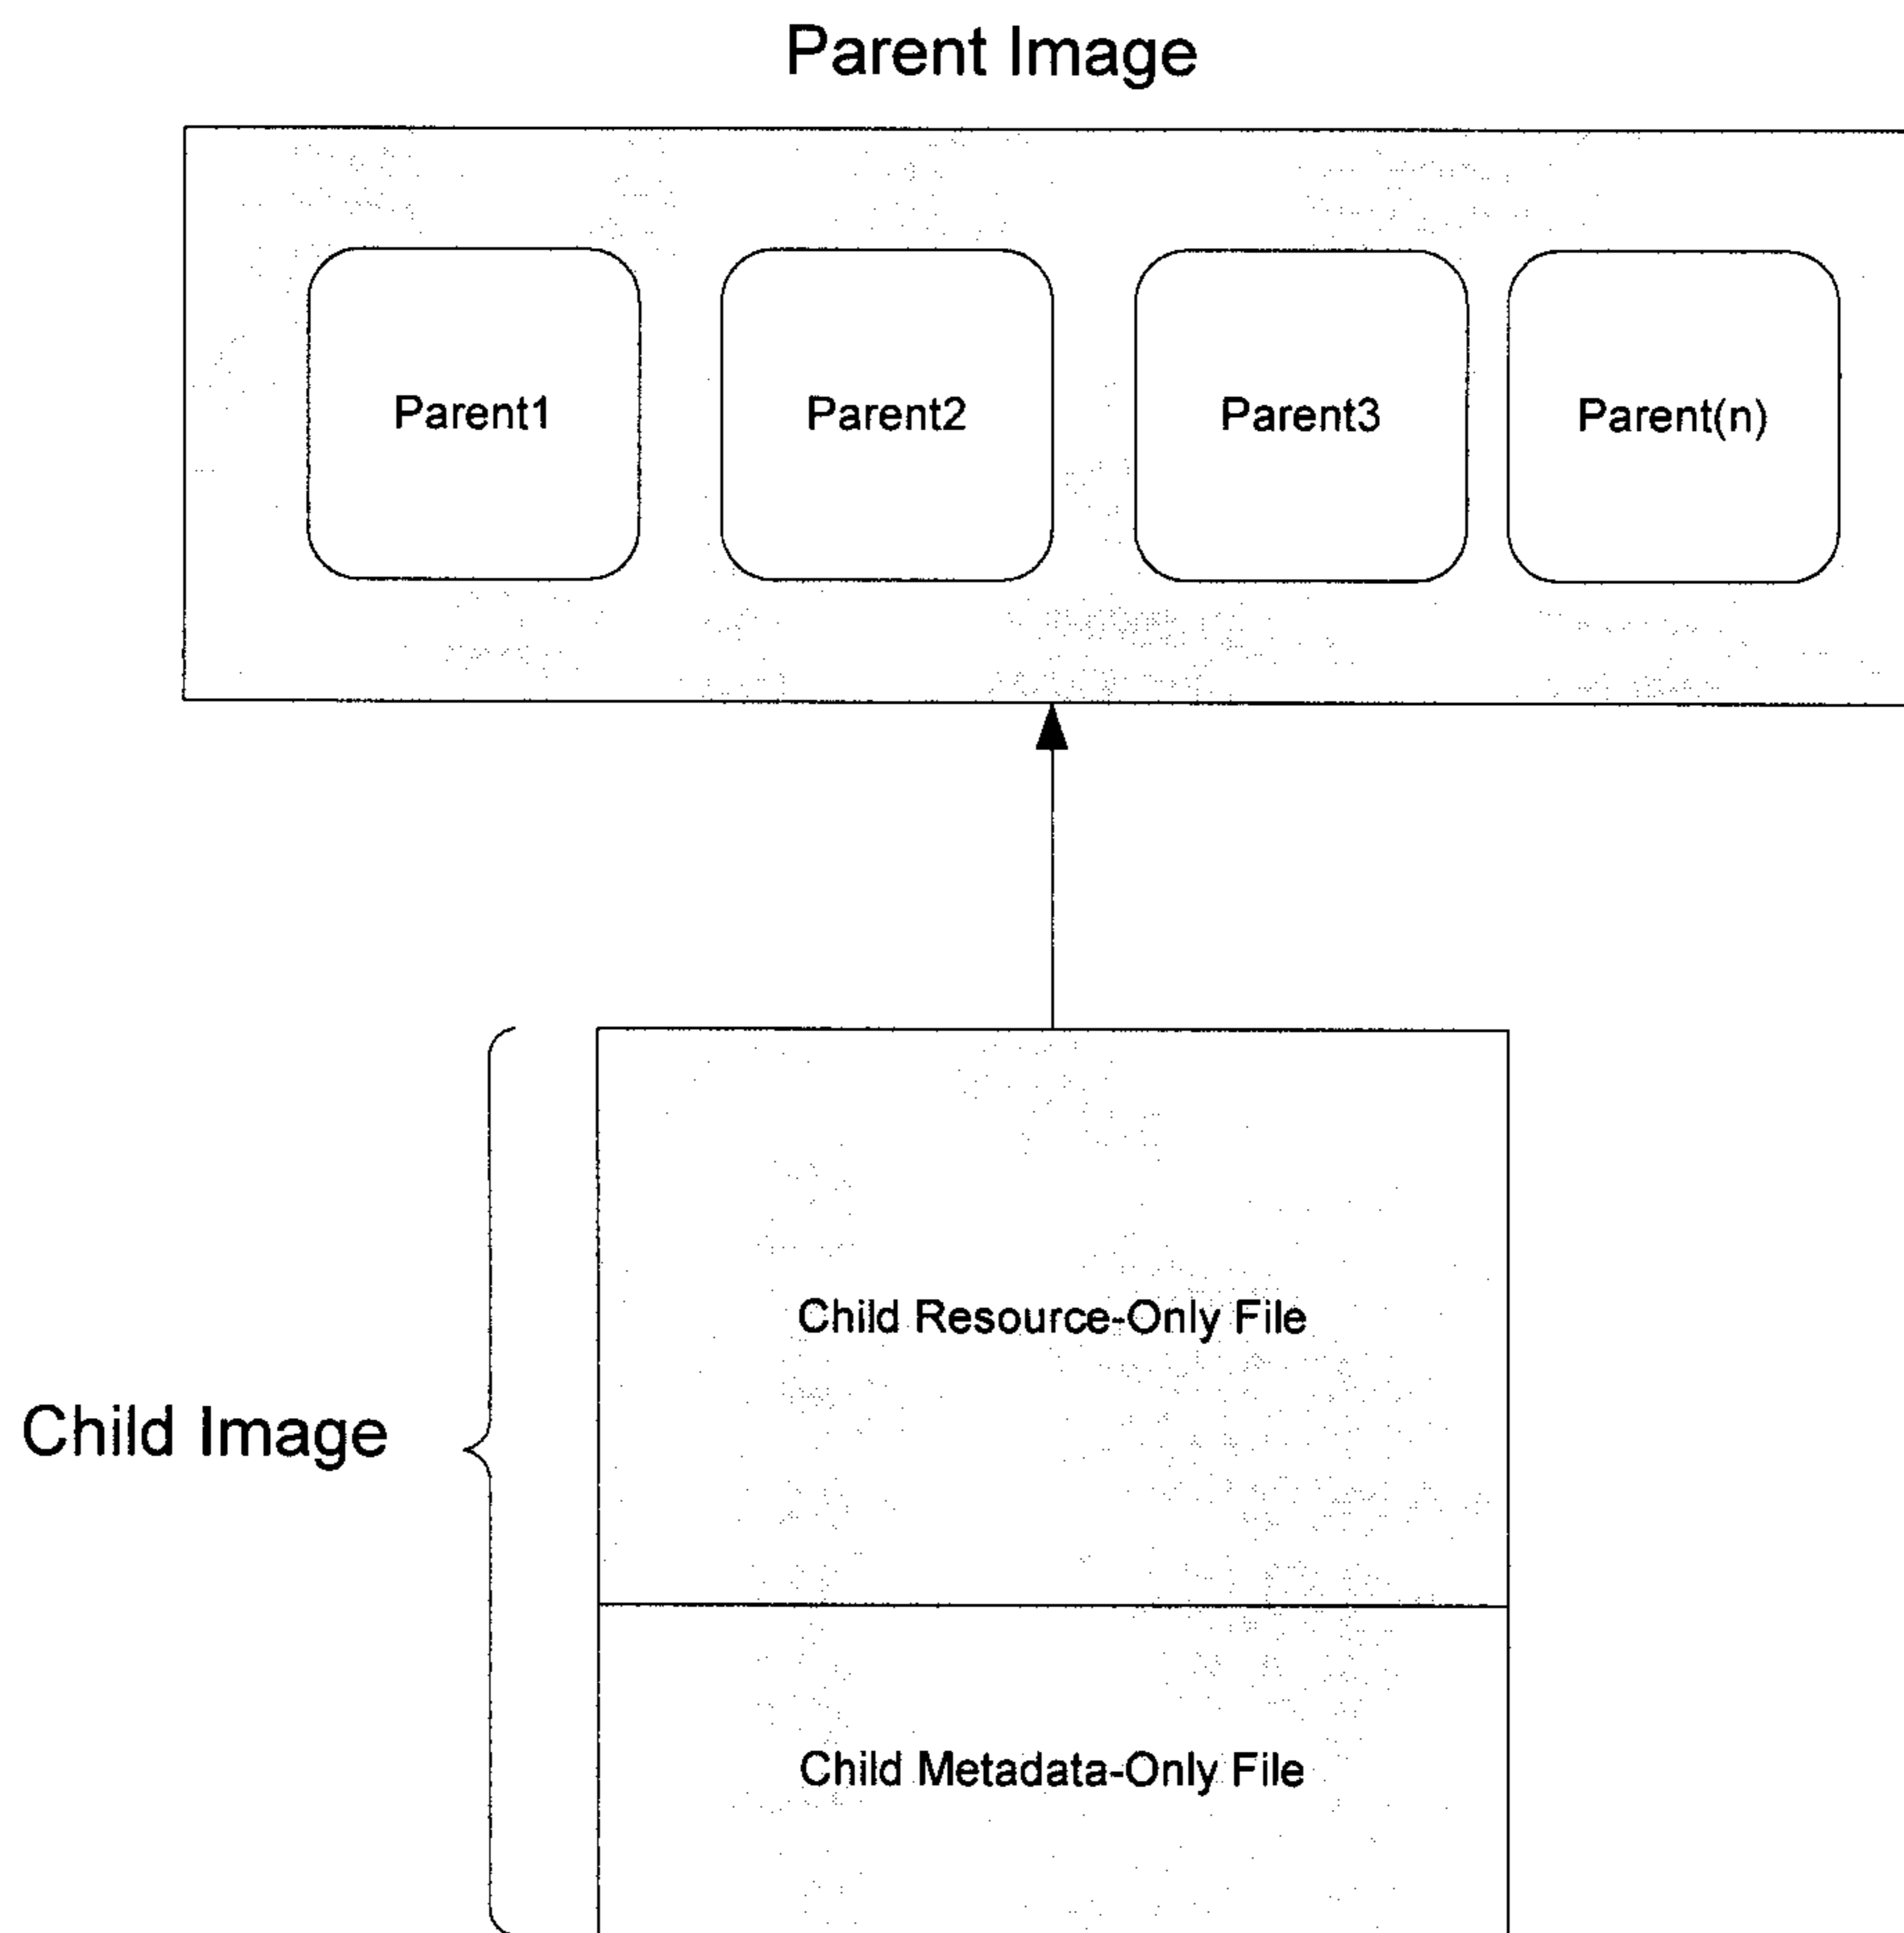 Parent Image
Parent1
Parent2
Parent3
Parent(n)
Child Resource-Only File
Child Image
Child Metadata-Only File